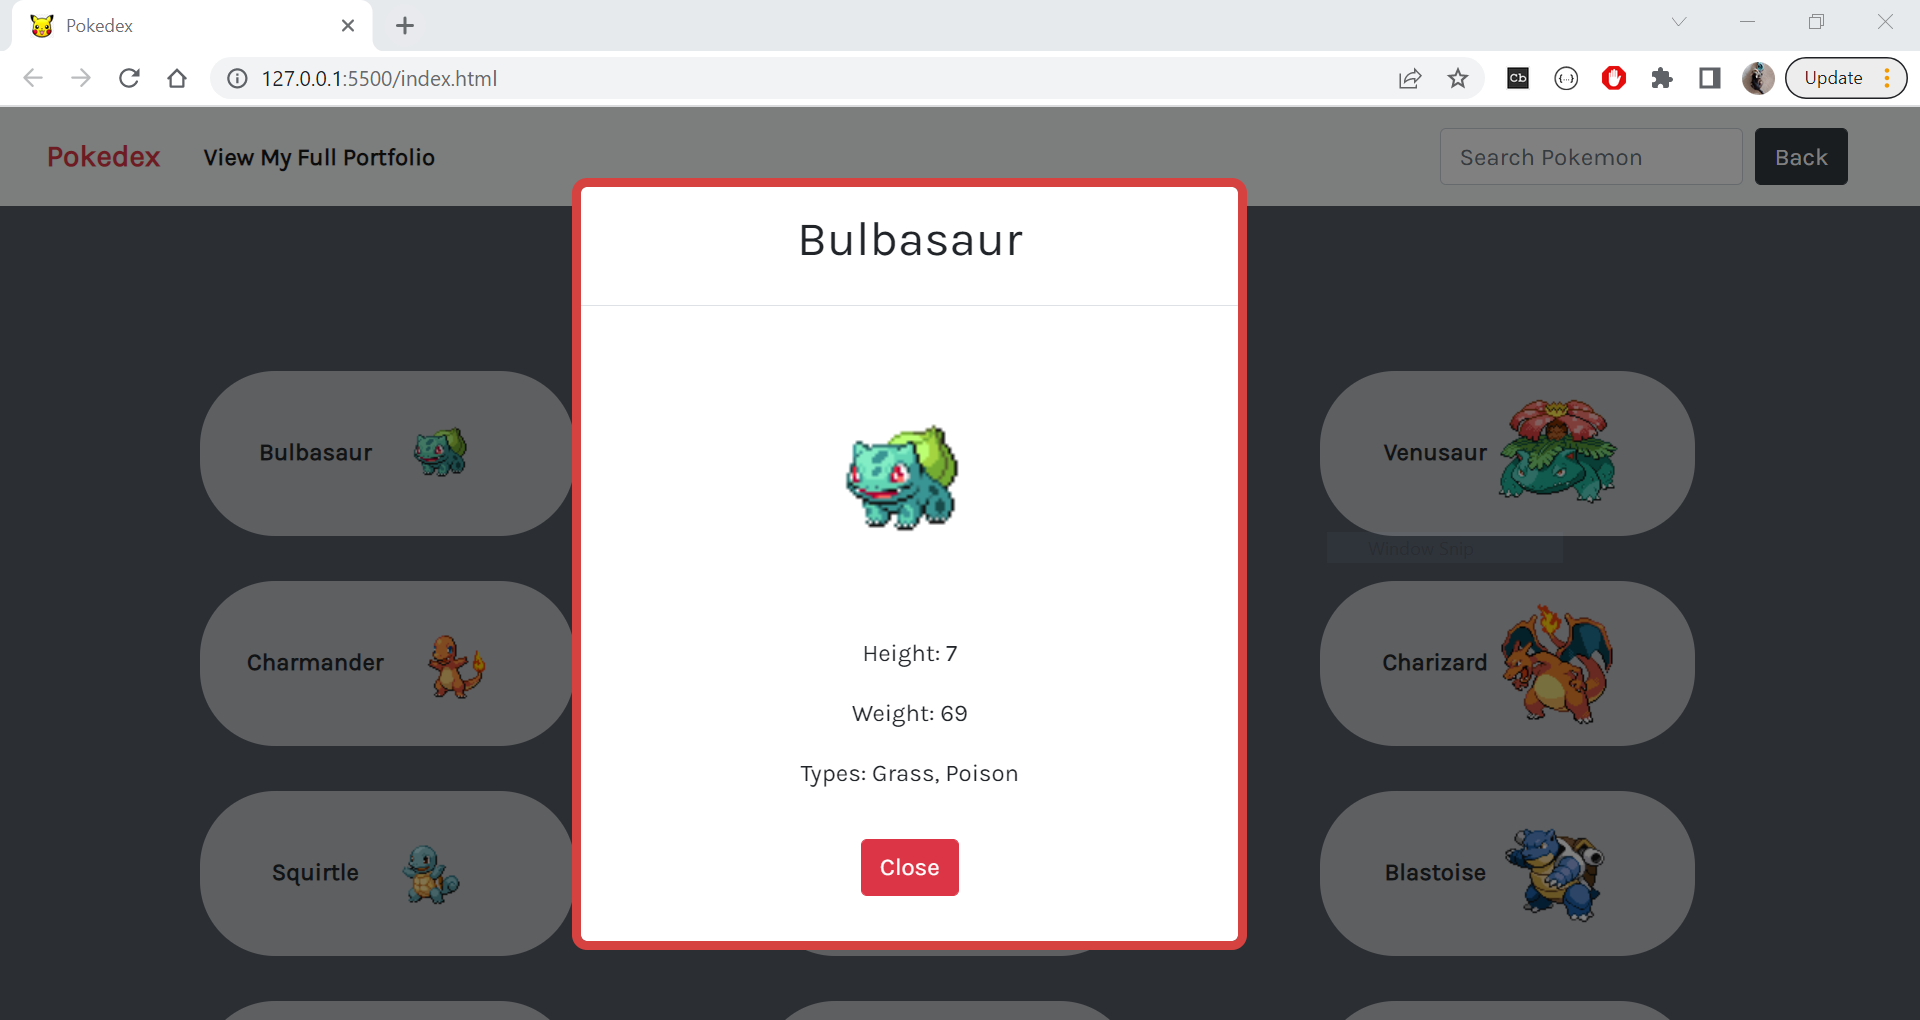 Pokedex
127.0.0.1:5500/index.html
Cb
Update
Pokedex
View My Full Portfolio
Search Pokemon
Back
Bulbasaur
Bulbasaur
Venusaur
Window Snip
Charmander
Charizard
Height: 7
Weight: 69
Types: Grass, Poison
Squirtle
Blastoise
Close